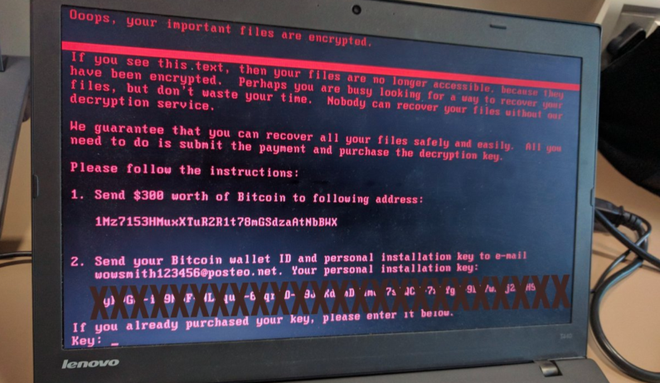 Ooops, your important files are encrypted.
If you see this text, then your files are no longer accessible, because they
have been encrypted.  Perhaps you are busy looking for a way to recover your
files, but don't waste your time.  Nobody can recover your files without our
decryption service.
We guarantee that you can recover all your files safely and easily.  All you
need to do is submit the payment and purchase the decryption key.
Please follow the instructions:
1. Send $300 worth of Bitcoin to following address:
1Mz7153HMuxXTuR2R1t78mGSdzaAtNbBWX
2. Send your Bitcoin wallet ID and personal installation key to e-mail
wowsmith123456@posteo.net. Your personal installation key:
If you already purchased your key, please enter it below.
Key: _
lenovo